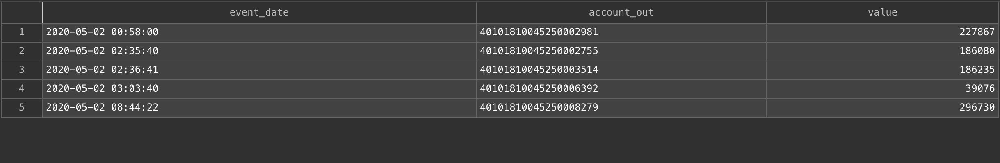 event_date account_out value
1 2020-05-02 00:58:00 40101810045250002981 227867
2 2020-05-02 02:35:40 40101810045250002755 186080
3 2020-05-02 02:36:41 40101810045250003514 186235
4 2020-05-02 03:03:40 40101810045250006392 39076
5 2020-05-02 08:44:22 40101810045250008279 296730